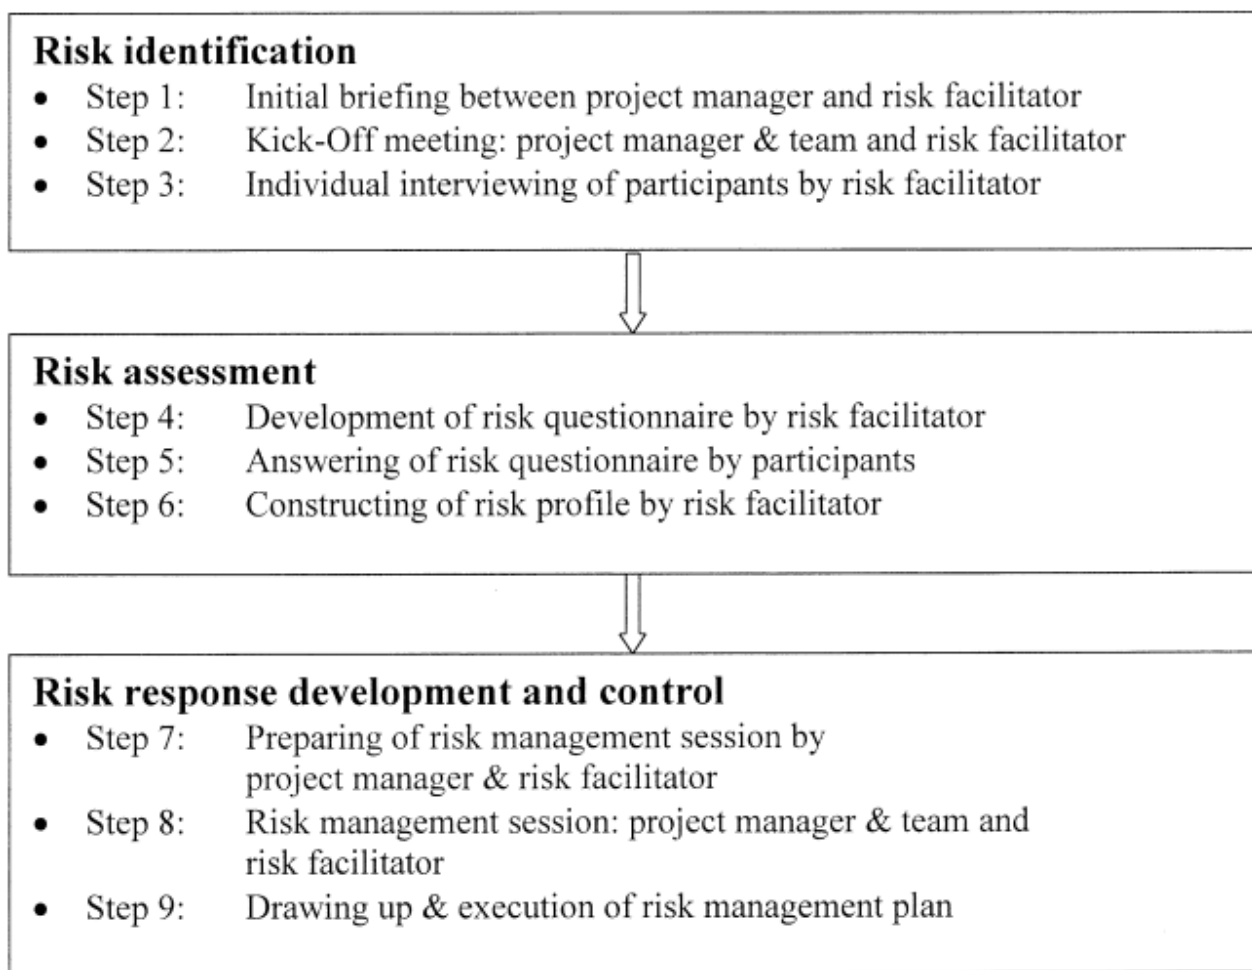 Risk identification
• Step 1: Initial briefing between project manager and risk facilitator
• Step 2: Kick-Off meeting: project manager & team and risk facilitator
• Step 3: Individual interviewing of participants by risk facilitator
Risk assessment
• Step 4: Development of risk questionnaire by risk facilitator
• Step 5: Answering of risk questionnaire by participants
• Step 6: Constructing of risk profile by risk facilitator
Risk response development and control
• Step 7: Preparing of risk management session by
project manager & risk facilitator
• Step 8: Risk management session: project manager & team and
risk facilitator
• Step 9: Drawing up & execution of risk management plan